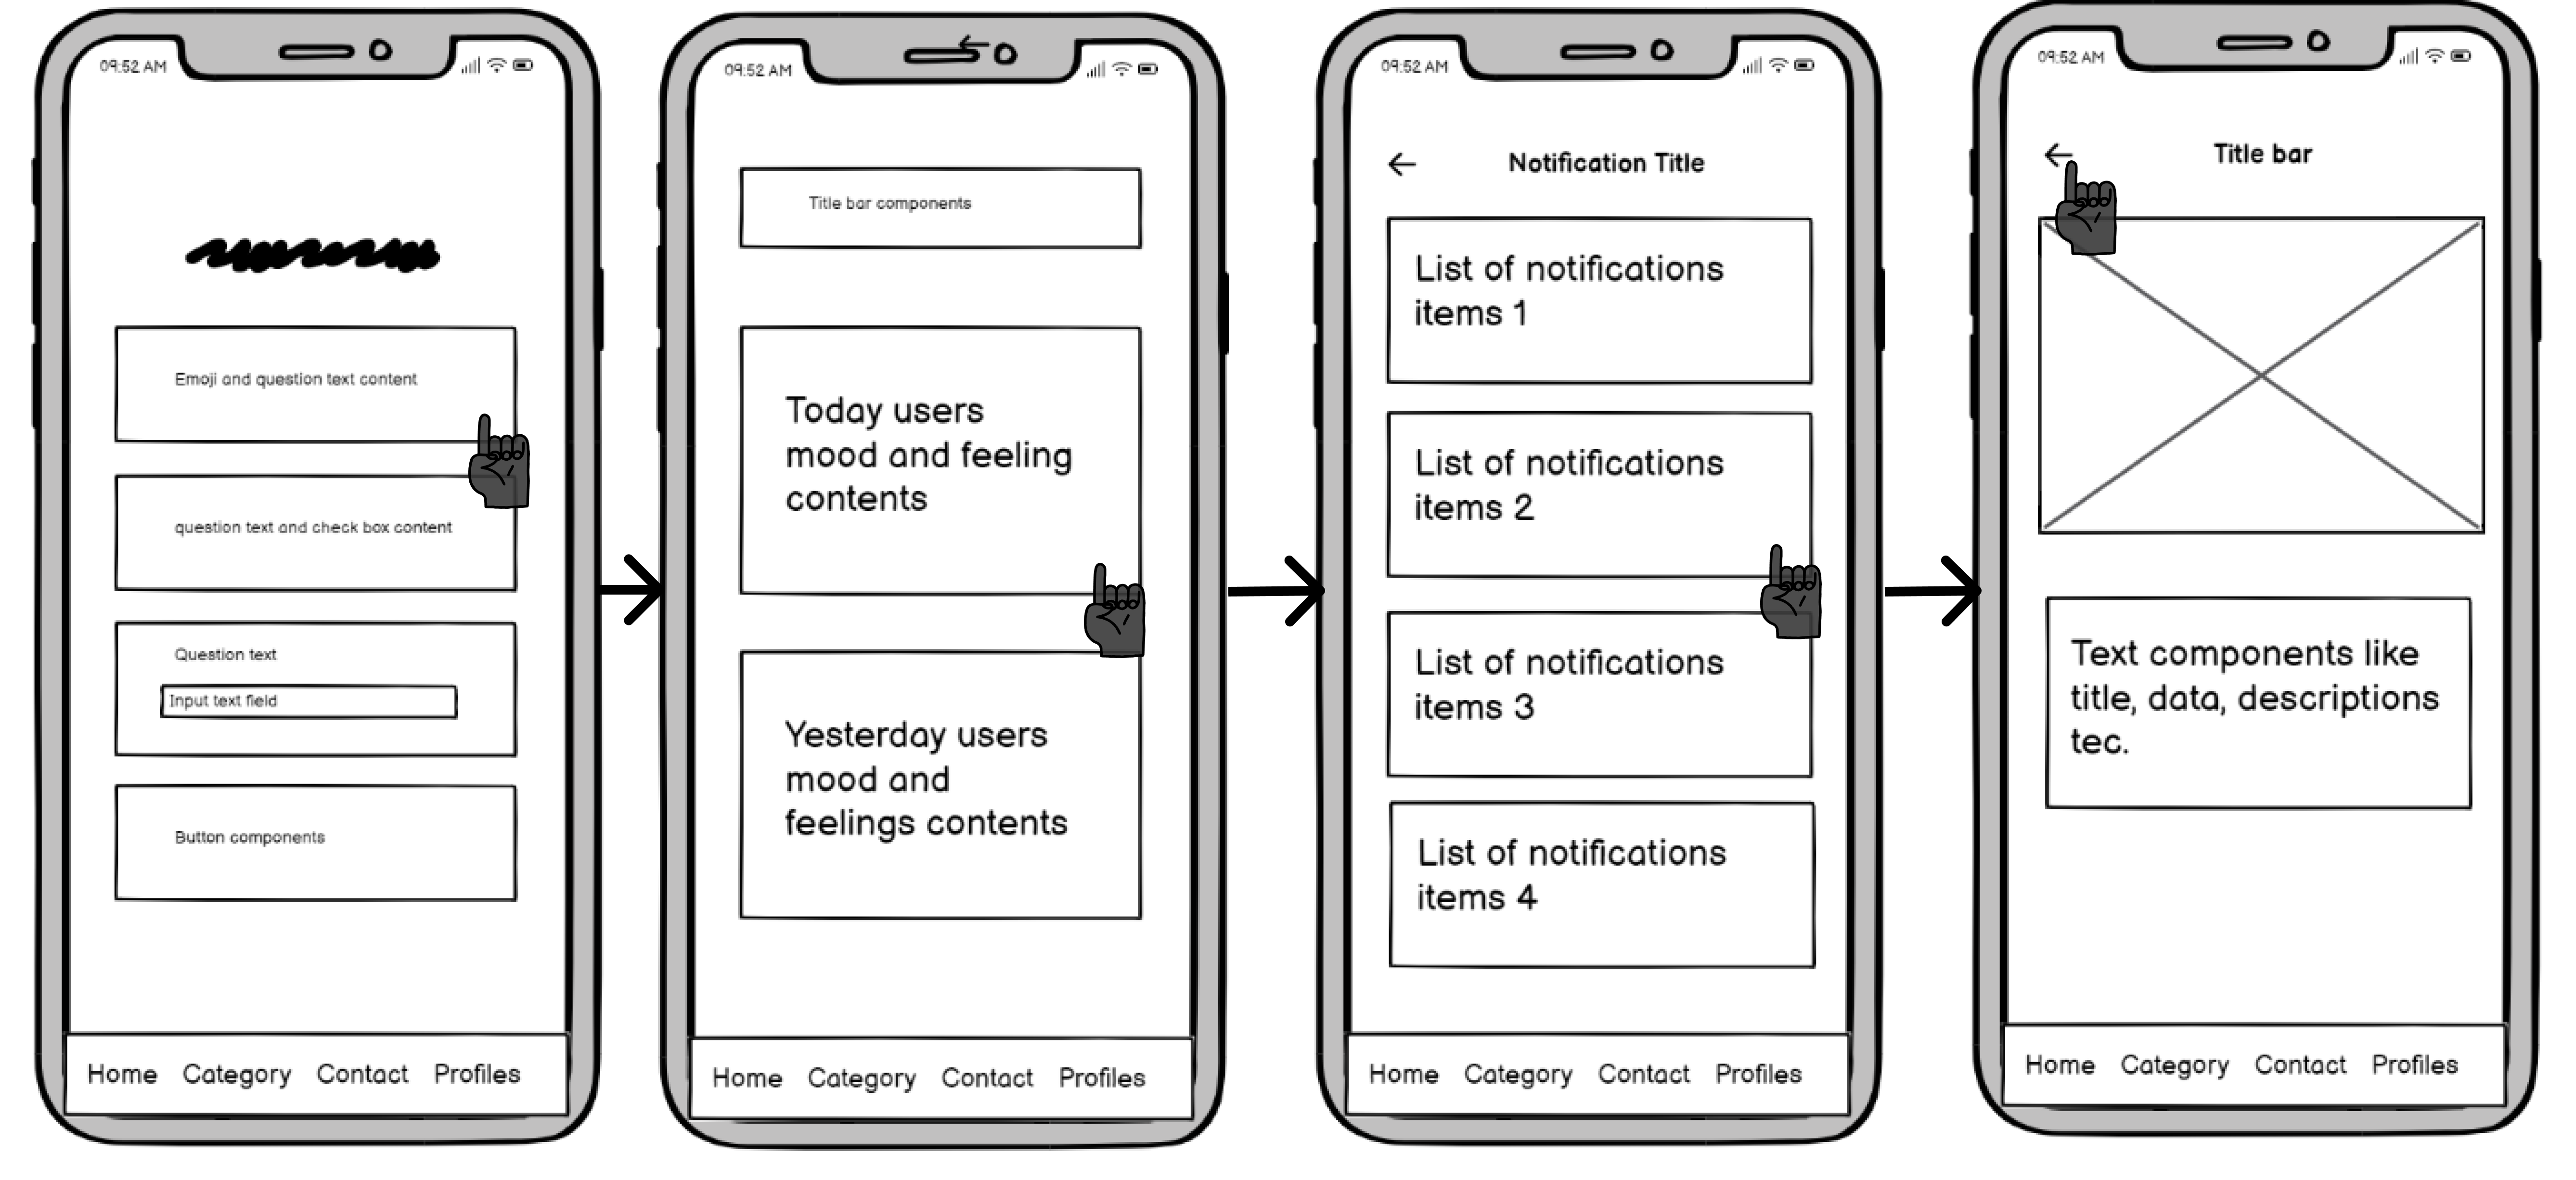 09:52 AM
Emoji and question text content
question text and check box content
Question text
Input text field
Button components
Home Category Contact Profiles
09:52 AM
Title bar components
Today users
mood and feeling
contents
Yesterday users
mood and
feelings contents
Home Category Contact Profiles
09:52 AM
Notification Title
List of notifications
items 1
List of notifications
items 2
List of notifications
items 3
List of notifications
items 4
Home Category Contact Profiles
09:52 AM
Title bar
Text components like
title, data, descriptions
tec.
Home Category Contact Profiles